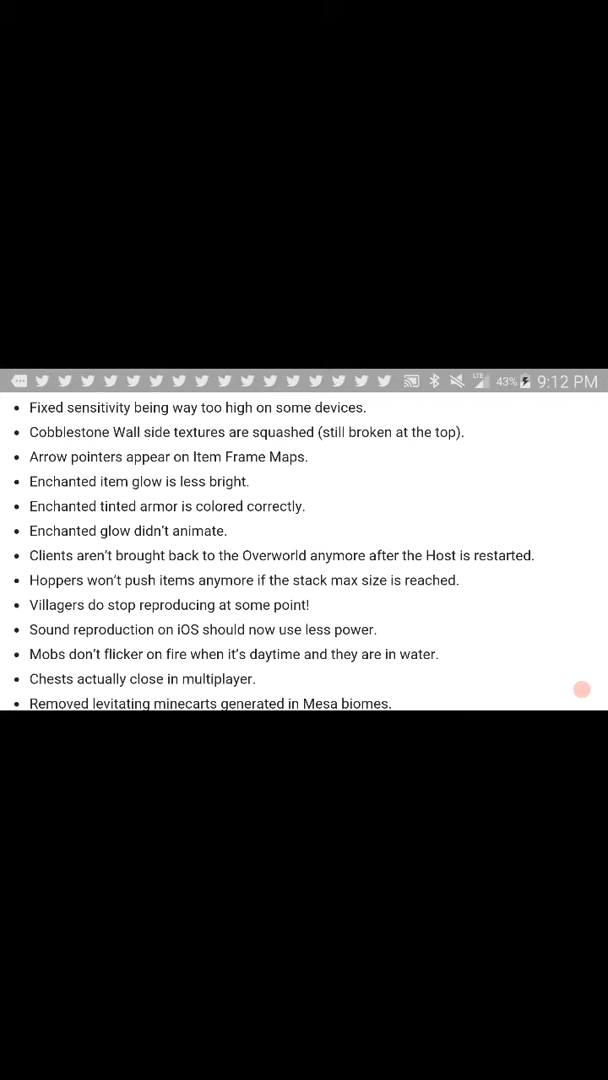 LTE 43% 9:12 PM
• Fixed sensitivity being way too high on some devices.
• Cobblestone Wall side textures are squashed (still broken at the top).
• Arrow pointers appear on Item Frame Maps.
• Enchanted item glow is less bright.
• Enchanted tinted armor is colored correctly.
• Enchanted glow didn't animate.
• Clients aren't brought back to the Overworld anymore after the Host is restarted.
• Hoppers won't push items anymore if the stack max size is reached.
• Villagers do stop reproducing at some point!
• Sound reproduction on iOS should now use less power.
• Mobs don't flicker on fire when it's daytime and they are in water.
• Chests actually close in multiplayer.
• Removed levitating minecarts generated in Mesa biomes.